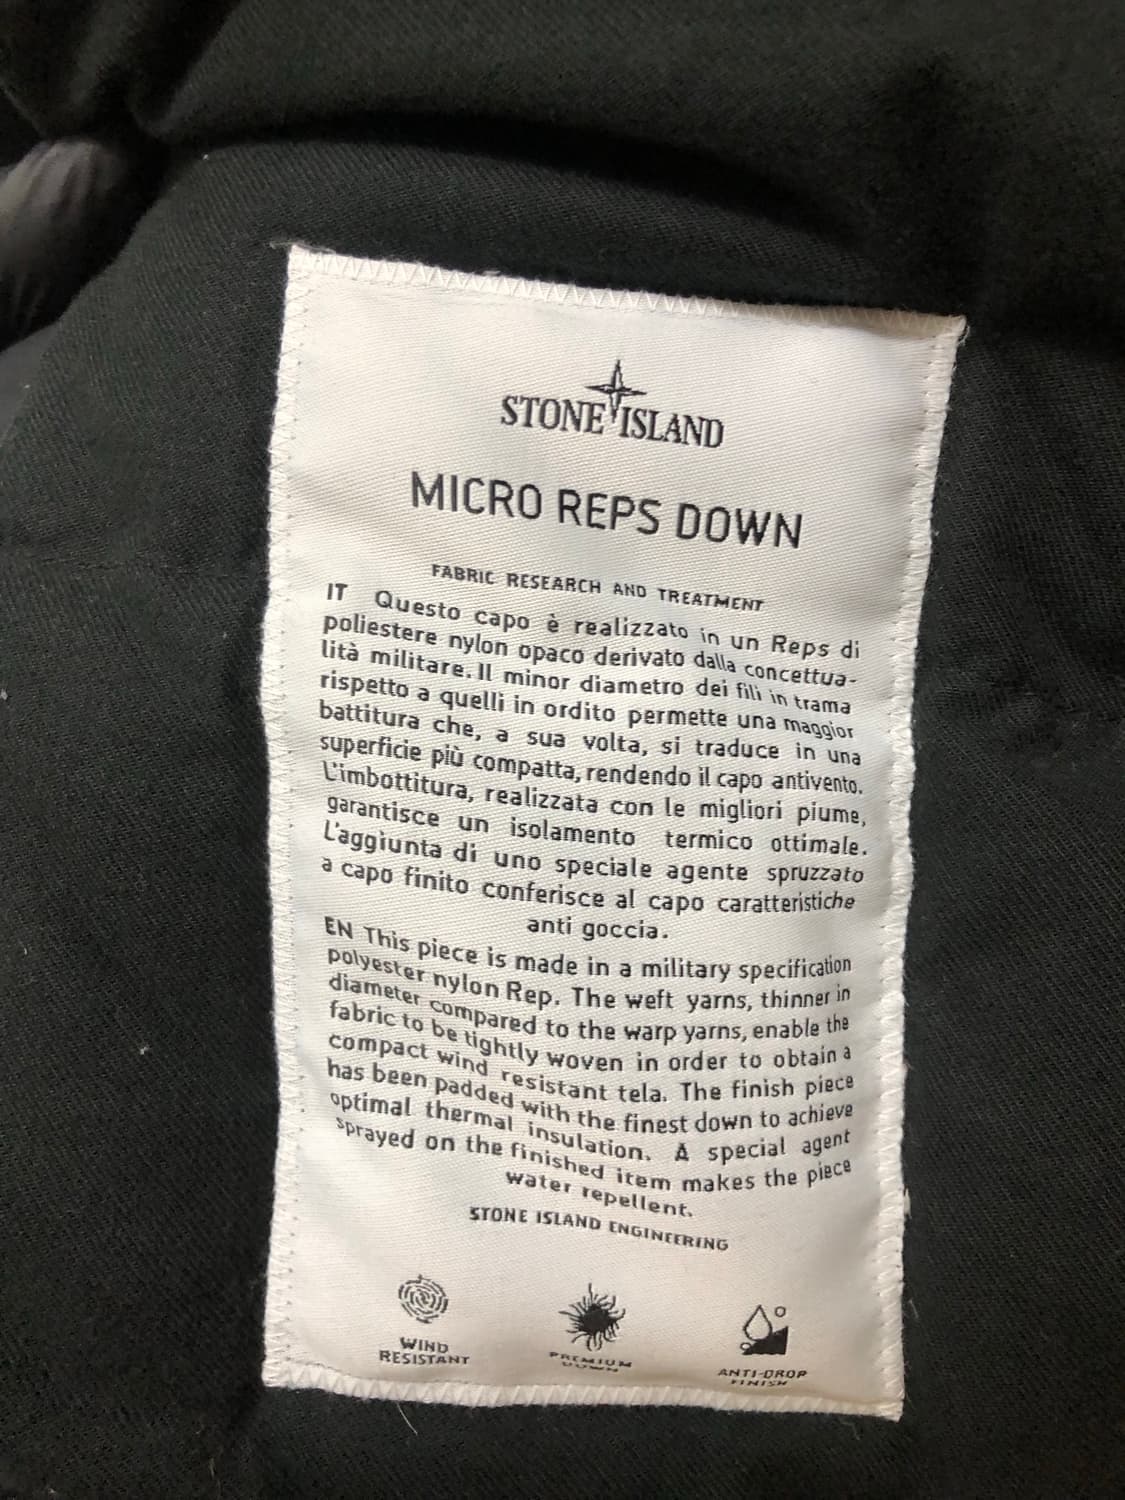 STONE ISLAND
MICRO REPS DOWN
FABRIC RESEARCH AND TREATMENT
IT Questo capo è realizzato in un Reps di
poliestere nylon opaco derivato dalla concettua-
lità militare. Il minor diametro dei fili in trama
rispetto a quelli in ordito permette una maggior
battitura che, a sua volta, si traduce in una
superficie più compatta, rendendo il capo antivento.
L'imbottitura, realizzata con le migliori piume,
garantisce un isolamento termico ottimale.
L'aggiunta di uno speciale agente spruzzato
a capo finito conferisce al capo caratteristiche
anti goccia.
EN This piece is made in a military specification
polyester nylon Rep. The weft yarns, thinner in
diameter compared to the warp yarns, enable the
fabric to be tightly woven in order to obtain a
compact wind resistant tela. The finish piece
has been padded with the finest down to achieve
optimal thermal insulation. A special agent
sprayed on the finished item makes the piece
water repellent.
STONE ISLAND ENGINEERING
WIND
RESISTANT
PREMIUM
DOWN
ANTI-DROP
FINISH